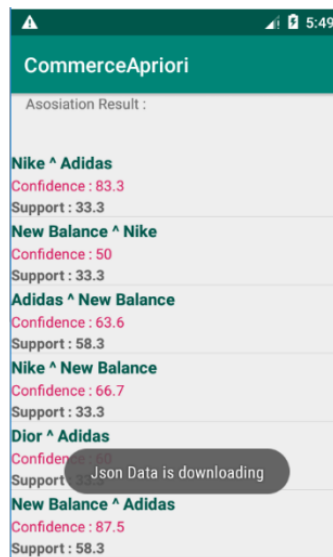 5:49
CommerceApriori
Asosiation Result :
Nike ^ Adidas
Confidence : 83.3
Support : 33.3
New Balance ^ Nike
Confidence : 50
Support : 33.3
Adidas ^ New Balance
Confidence : 63.6
Support : 58.3
Nike ^ New Balance
Confidence : 66.7
Support : 33.3
Dior ^ Adidas
Confiden
Json Data is downloading
Support
New Balance ^ Adidas
Confidence : 87.5
Support : 58.3